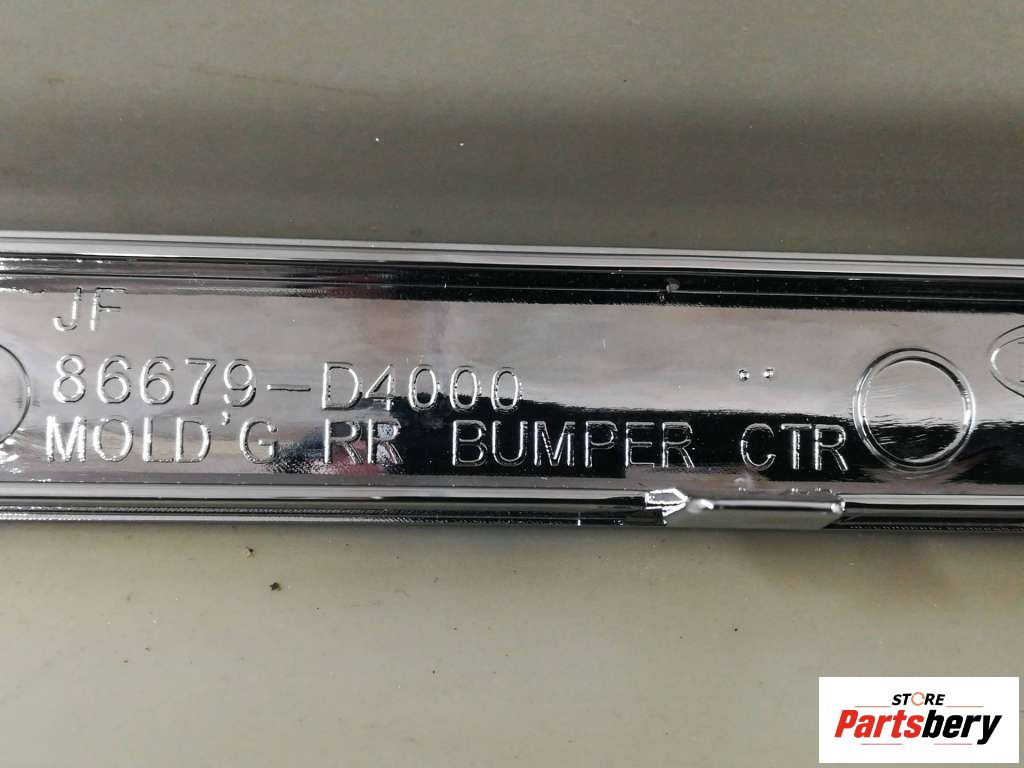 JF
86679-D4000
MOLD'G RR BUMPER CTR
STORE
Partsbery